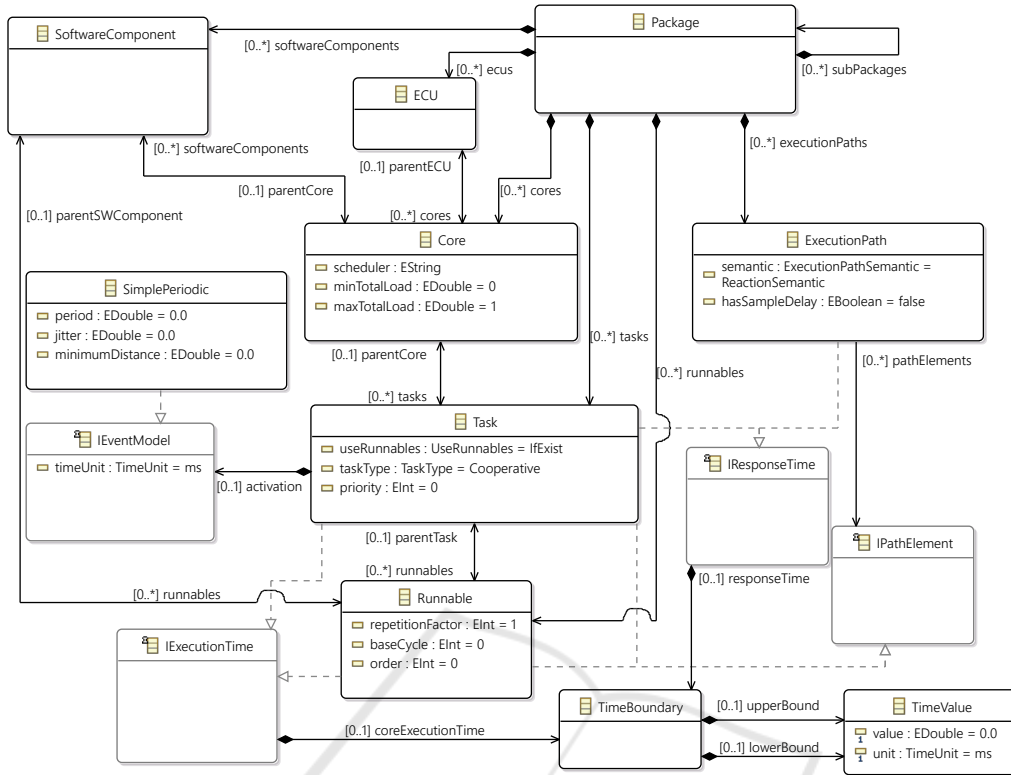 SoftwareComponent
Package
[0..*] softwareComponents
[0..*] subPackages
[0..*] ecus
ECU
[0..*] softwareComponents
[0..*] executionPaths
[0..1] parentECU
[0..1] parentCore
[0..*] cores
[0..1] parentSWComponent
[0..*] cores
Core
scheduler : EString
minTotalLoad : EDouble = 0
maxTotalLoad : EDouble = 1
ExecutionPath
semantic : ExecutionPathSemantic =
ReactionSemantic
hasSampleDelay : EBoolean = false
SimplePeriodic
period : EDouble = 0.0
jitter : EDouble = 0.0
minimumDistance : EDouble = 0.0
[0..*] tasks
[0..1] parentCore
[0..*] pathElements
[0..*] runnables
[0..*] tasks
Task
useRunnables : UseRunnables = IfExist
taskType : TaskType = Cooperative
priority : EInt = 0
IEventModel
timeUnit : TimeUnit = ms
[0..1] activation
IResponseTime
[0..1] parentTask
IPathElement
[0..*] runnables
[0..1] responseTime
[0..*] runnables
Runnable
repetitionFactor : EInt = 1
baseCycle : EInt = 0
order : EInt = 0
IExecutionTime
[0..1] coreExecutionTime
TimeBoundary
[0..1] upperBound
[0..1] lowerBound
TimeValue
value : EDouble = 0.0
unit : TimeUnit = ms